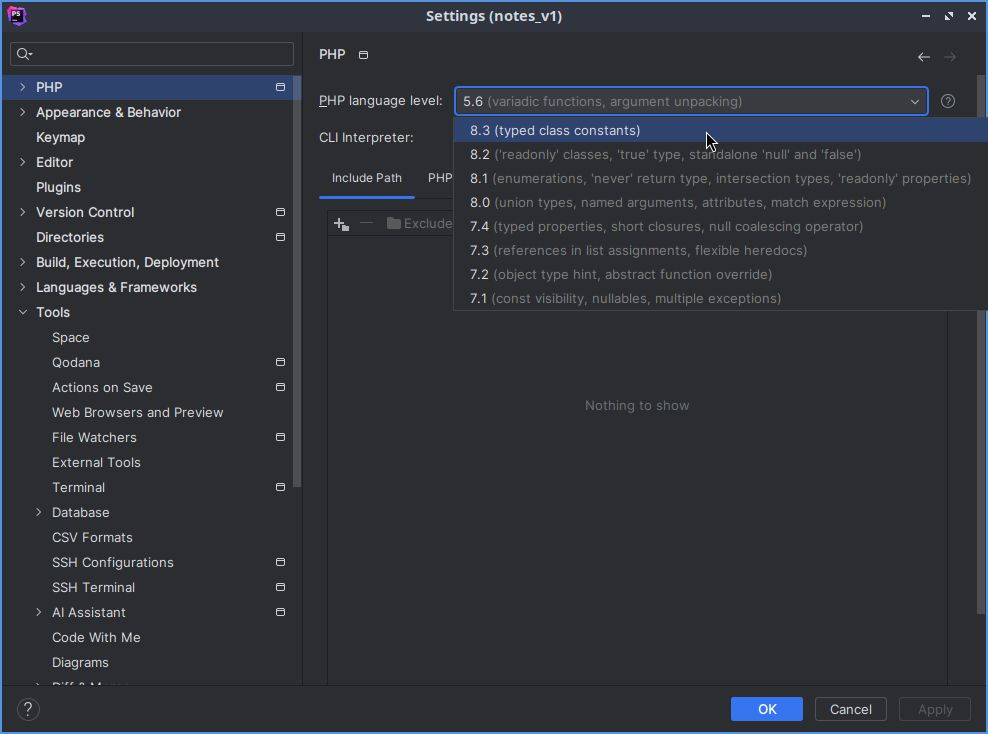 Settings (notes_v1)
PHP
PHP
Appearance & Behavior
Keymap
Editor
Plugins
Version Control
Directories
Build, Execution, Deployment
Languages & Frameworks
Tools
Space
Qodana
Actions on Save
Web Browsers and Preview
File Watchers
External Tools
Terminal
Database
CSV Formats
SSH Configurations
SSH Terminal
AI Assistant
Code With Me
Diagrams
PHP
PHP language level:
5.6 (variadic functions, argument unpacking)
8.3 (typed class constants)
8.2 ('readonly' classes, 'true' type, standalone 'null' and 'false')
8.1 (enumerations, 'never' return type, intersection types, 'readonly' properties)
8.0 (union types, named arguments, attributes, match expression)
7.4 (typed properties, short closures, null coalescing operator)
7.3 (references in list assignments, flexible heredocs)
7.2 (object type hint, abstract function override)
7.1 (const visibility, nullables, multiple exceptions)
CLI Interpreter:
Include Path PHP
Exclude
Nothing to show
? OK Cancel Apply